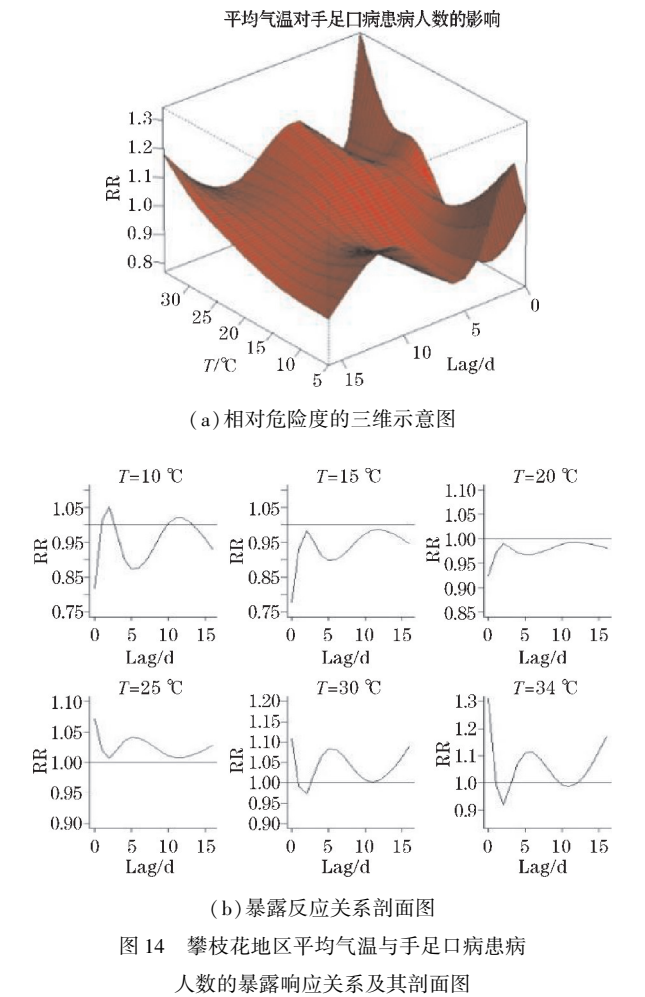 平均气温对手足口病患病人数的影响
1.3
1.2
1.1
1.0
0.9
0.8
RR
30
25
20
15
10
5
T/℃
15
10
5
0
Lag/d
(a)相对危险度的三维示意图
T=10 ℃
1.05
0.95
0.85
0.75
RR
0 5 10 15
Lag/d
T=15 ℃
1.05
0.95
0.85
0.75
RR
0 5 10 15
Lag/d
T=20 ℃
1.10
1.05
1.00
0.95
0.90
0.85
RR
0 5 10 15
Lag/d
T=25 ℃
1.10
1.05
1.00
0.95
0.90
RR
0 5 10 15
Lag/d
T=30 ℃
1.20
1.15
1.10
1.05
1.00
0.95
0.90
RR
0 5 10 15
Lag/d
T=34 ℃
1.3
1.2
1.1
1.0
0.9
RR
0 5 10 15
Lag/d
(b)暴露反应关系剖面图
图 14 攀枝花地区平均气温与手足口病患病
人数的暴露响应关系及其剖面图